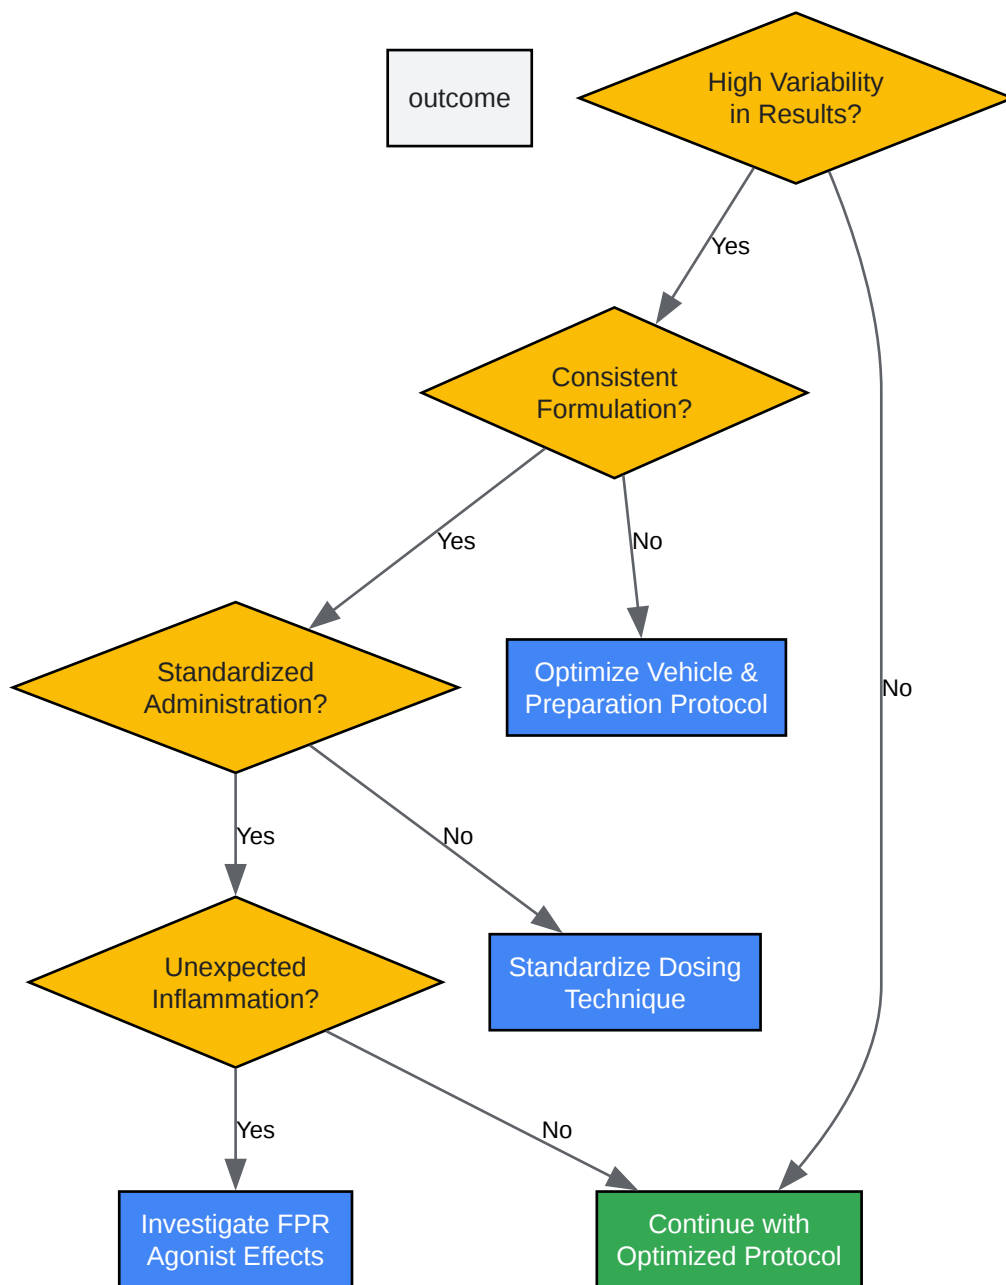 outcome
High Variability
in Results?
Yes
Consistent
Formulation?
Yes
No
Standardized
Administration?
Optimize Vehicle &
Preparation Protocol
No
Yes
No
Unexpected
Inflammation?
Standardize Dosing
Technique
Yes
No
Investigate FPR
Agonist Effects
Continue with
Optimized Protocol